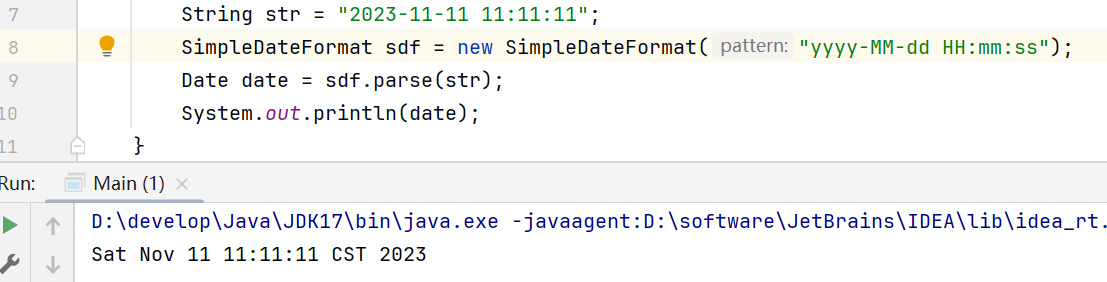 7 String str = "2023-11-11 11:11:11";
8 SimpleDateFormat sdf = new SimpleDateFormat( pattern: "yyyy-MM-dd HH:mm:ss");
9 Date date = sdf.parse(str);
10 System.out.println(date);
11 }
Run: Main (1) ×
D:\develop\Java\JDK17\bin\java.exe -javaagent:D:\software\JetBrains\IDEA\lib\idea_rt.
Sat Nov 11 11:11:11 CST 2023